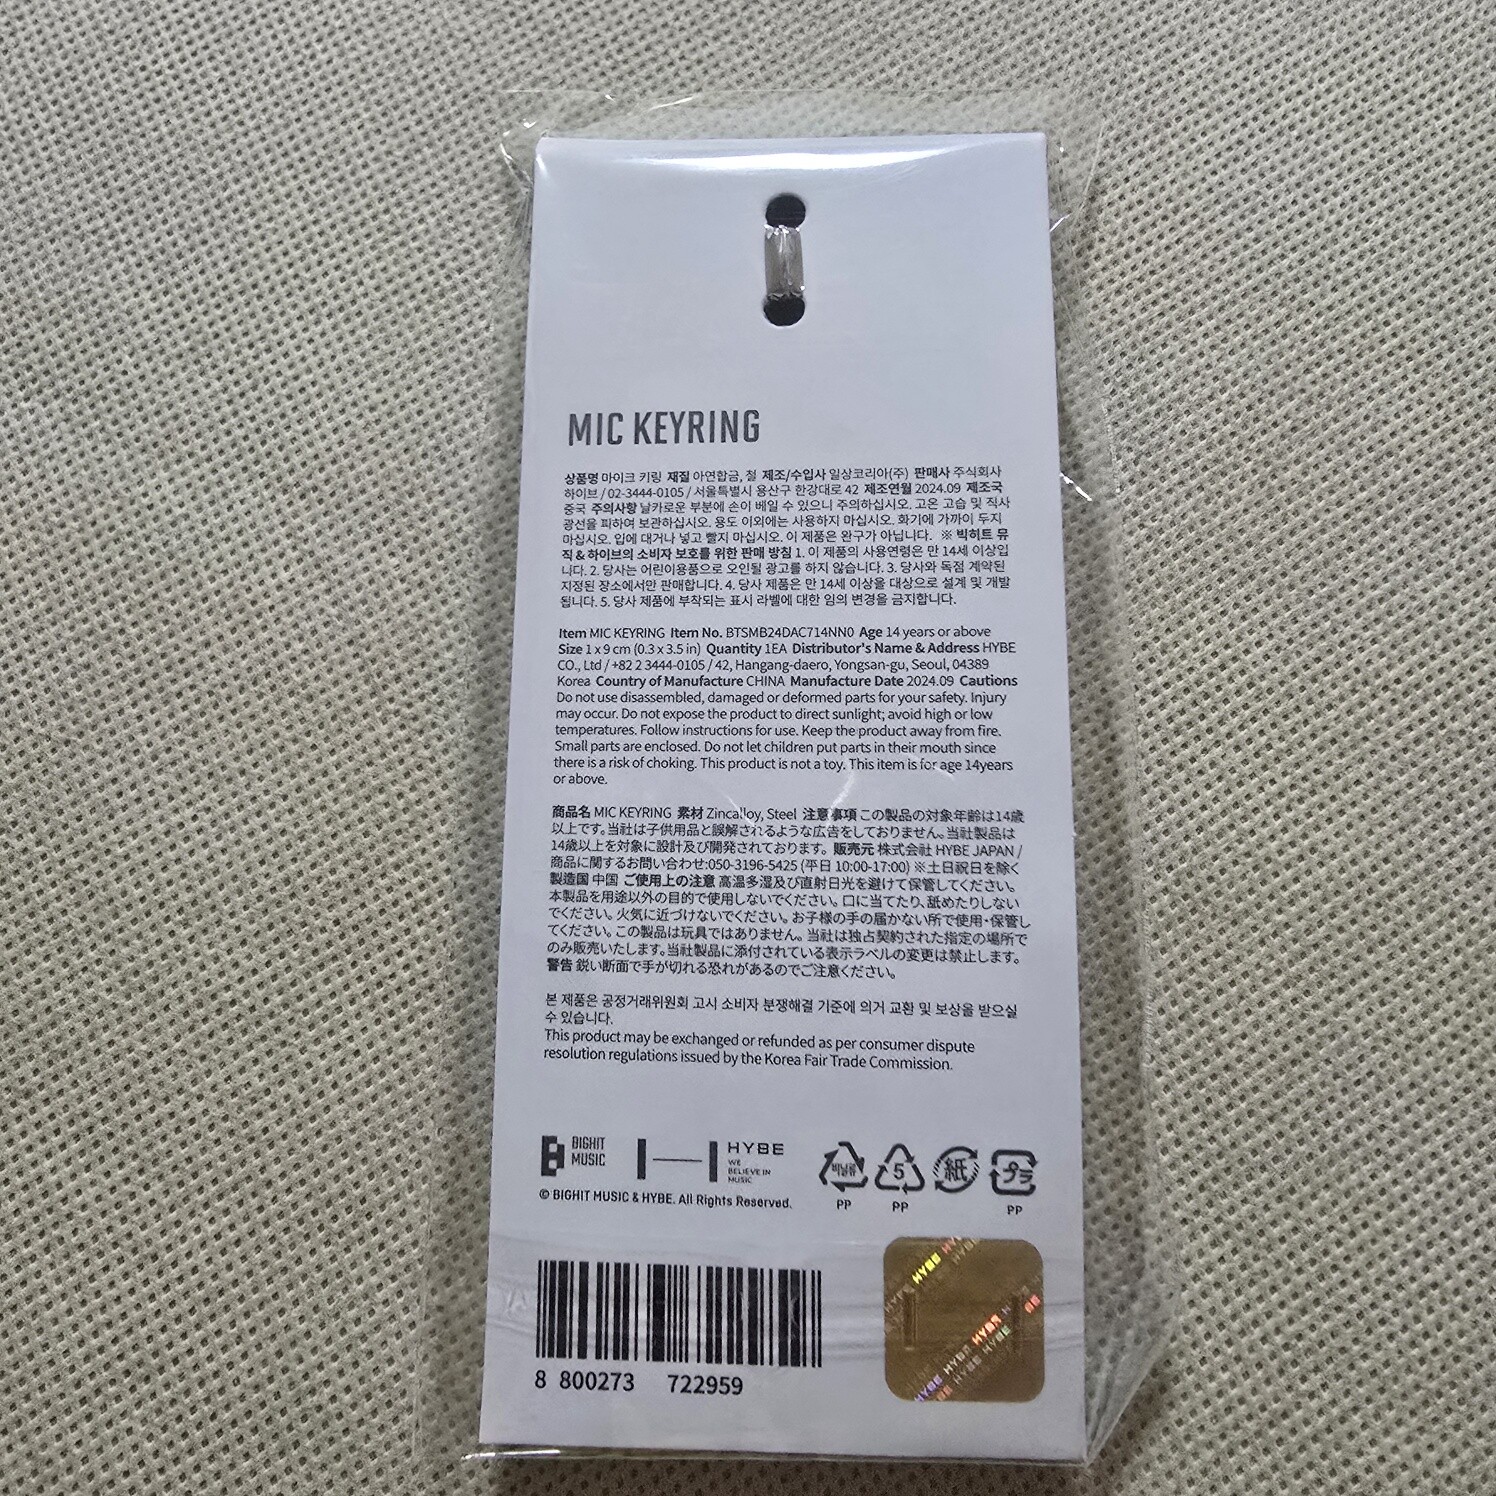 MIC KEYRING
상품명 마이크 키링 재질 아연합금, 철 제조/수입사 일상코리아(주) 판매사 주식회사
하이브 / 02-3444-0105 / 서울특별시 용산구 한강대로 42 제조연월 2024.09 제조국
중국 주의사항 날카로운 부분에 손이 베일 수 있으니 주의하십시오. 고온 고습 및 직사
광선을 피하여 보관하십시오. 용도 이외에는 사용하지 마십시오. 화기에 가까이 두지
마십시오. 입에 대거나 넣고 빨지 마십시오. 이 제품은 완구가 아닙니다. ※ 빅히트 뮤
직 & 하이브의 소비자 보호를 위한 판매 방침 1. 이 제품의 사용연령은 만 14세 이상입
니다. 2. 당사는 어린이용품으로 오인될 광고를 하지 않습니다. 3. 당사와 독점 계약된
지정된 장소에서만 판매합니다. 4. 당사 제품은 만 14세 이상을 대상으로 설계 및 개발
됩니다. 5. 당사 제품에 부착되는 표시 라벨에 대한 임의 변경을 금지합니다.
Item MIC KEYRING Item No. BTSMB24DAC714NN0 Age 14 years or above
Size 1 x 9 cm (0.3 x 3.5 in) Quantity 1EA Distributor's Name & Address HYBE
CO., Ltd / +82 2 3444-0105 / 42, Hangang-daero, Yongsan-gu, Seoul, 04389
Korea Country of Manufacture CHINA Manufacture Date 2024.09 Cautions
Do not use disassembled, damaged or deformed parts for your safety. Injury
may occur. Do not expose the product to direct sunlight; avoid high or low
temperatures. Follow instructions for use. Keep the product away from fire.
Small parts are enclosed. Do not let children put parts in their mouth since
there is a risk of choking. This product is not a toy. This item is for age 14years
or above.
商品名 MIC KEYRING 素材 Zincalloy, Steel 注意事項 この製品の対象年齢は14歳
以上です。当社は子供用品と誤解されるような広告をしておりません。当社製品は
14歳以上を対象に設計及び開発されております。 販売元 株式会社 HYBE JAPAN /
商品に関するお問い合わせ:050-3196-5425 (平日 10:00-17:00) ※土日祝日を除く
製造国 中国 ご使用上の注意 高温多湿及び直射日光を避けて保管してください。
本製品を用途以外の目的で使用しないでください。口に当てたり、舐めたりしない
でください。火気に近づけないでください。お子様の手の届かない所で使用・保管し
てください。この製品は玩具ではありません。当社は独占契約された指定の場所で
のみ販売いたします。当社製品に添付されている表示ラベルの変更は禁止します。
警告 鋭い断面で手が切れる恐れがあるのでご注意ください。
본 제품은 공정거래위원회 고시 소비자 분쟁해결 기준에 의거 교환 및 보상을 받으실
수 있습니다.
This product may be exchanged or refunded as per consumer dispute
resolution regulations issued by the Korea Fair Trade Commission.
BIGHIT
MUSIC
HYBE
WE
BELIEVE IN
MUSIC
© BIGHIT MUSIC & HYBE. All Rights Reserved.
비닐류 5 紙 プラ
PP PP PP
HYBE HYBE
HYBE HYBE HYBE
8 800273 722959